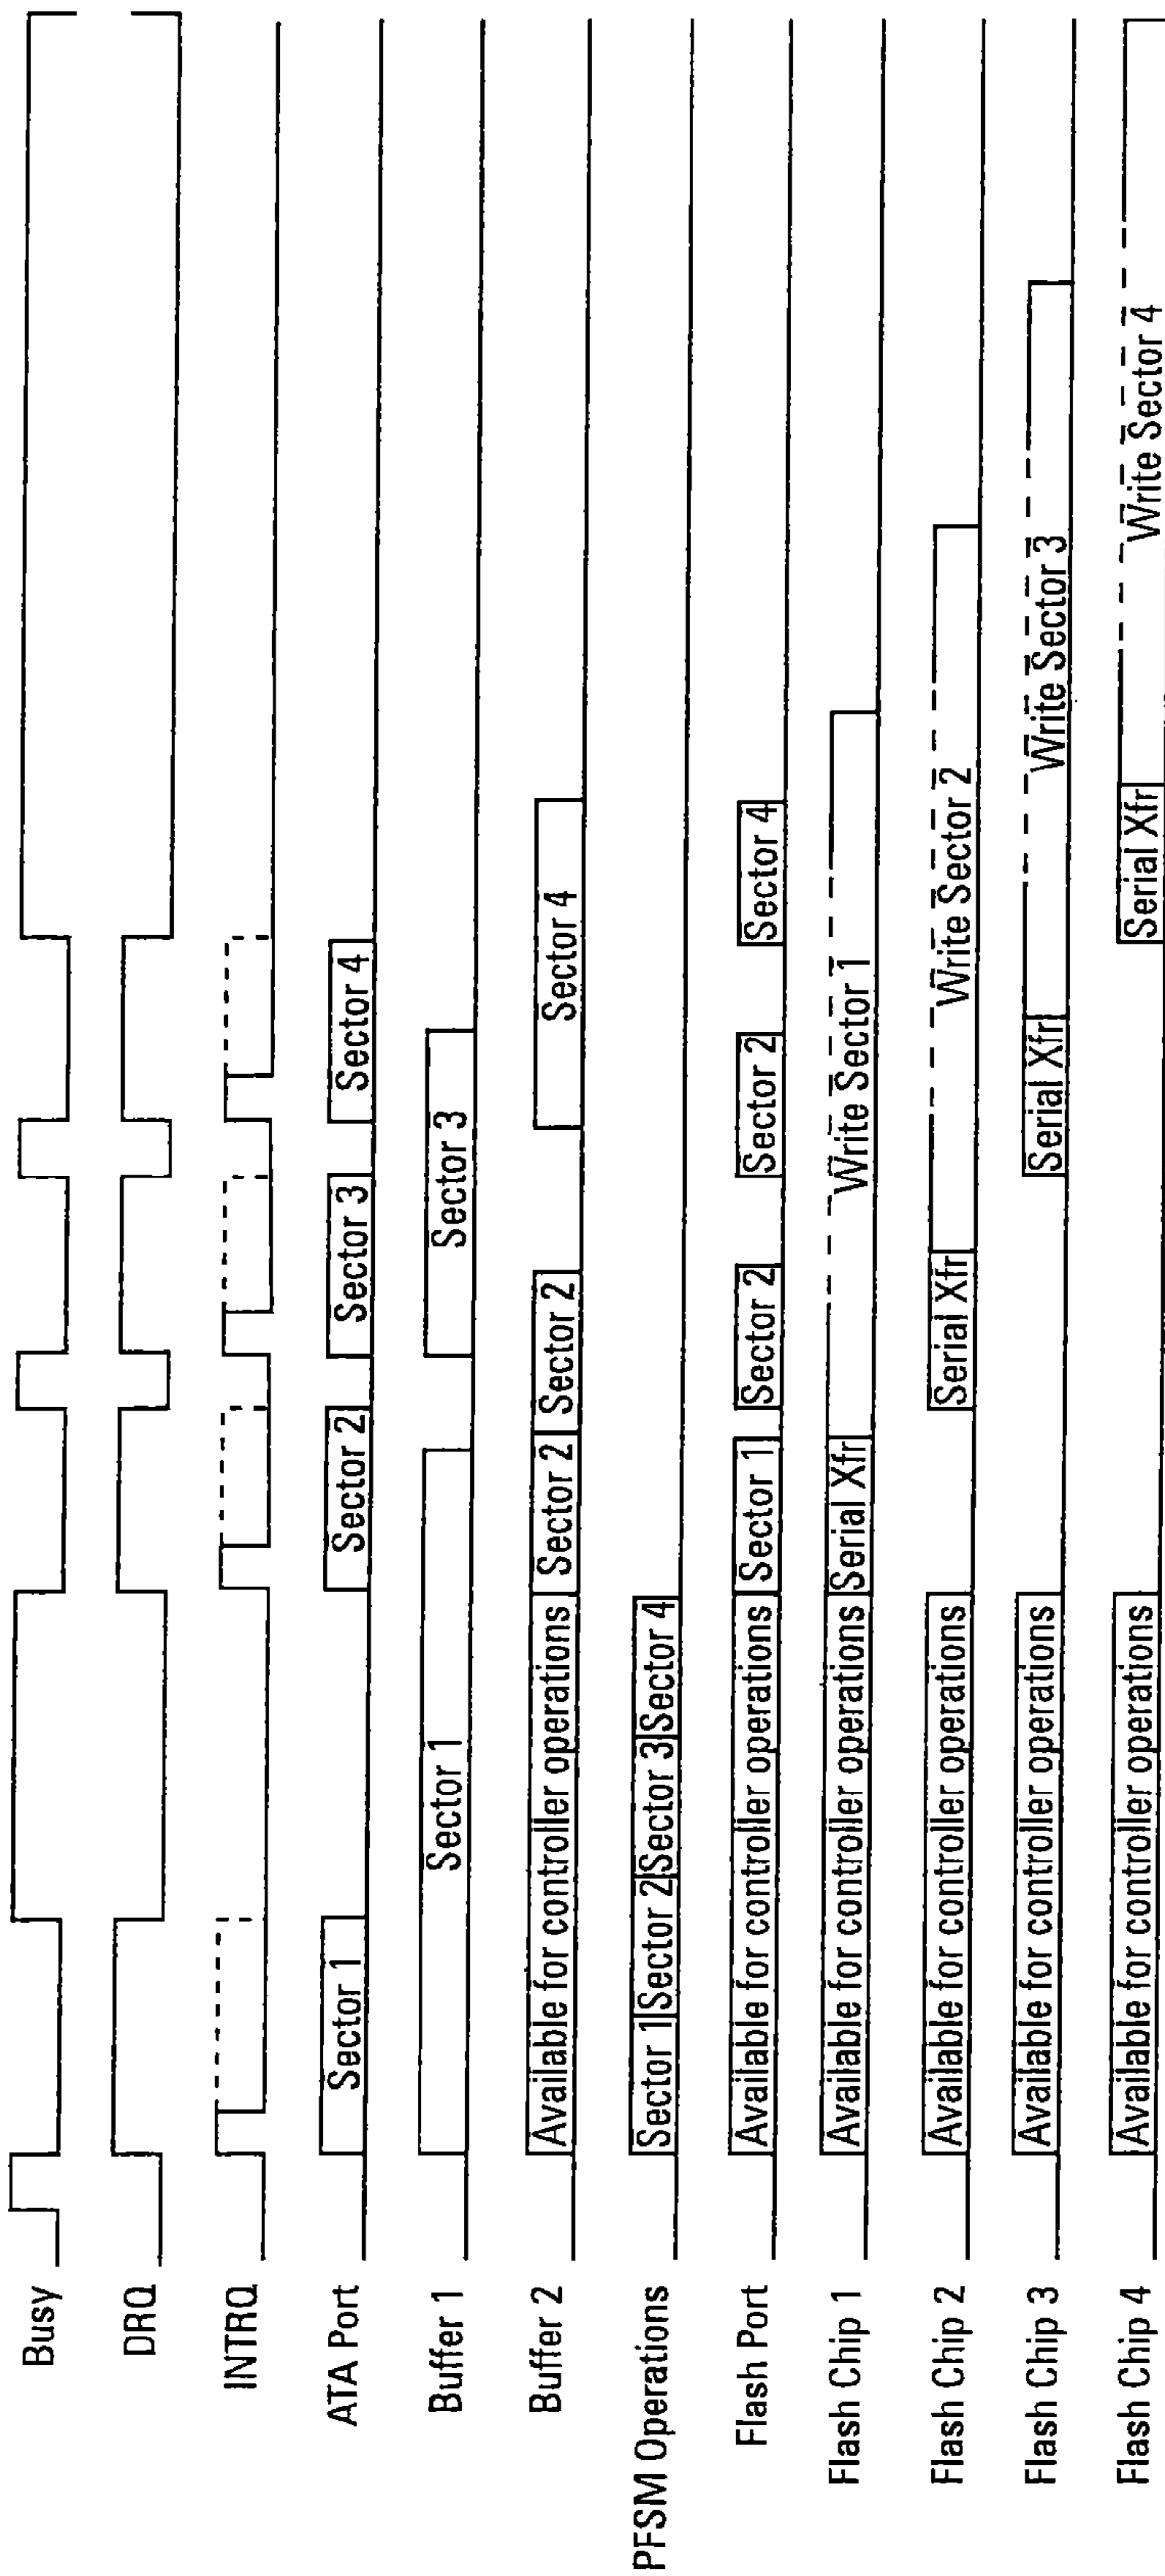 Busy
DRQ
INTRQ
ATA Port
Sector 1
Sector 2
Sector 3
Sector 4
Buffer 1
Sector 1
Sector 3
Buffer 2
Available for controller operations
Sector 2
Sector 2
Sector 4
PFSM Operations
Sector 1
Sector 2
Sector 3
Sector 4
Flash Port
Available for controller operations
Sector 1
Sector 2
Sector 2
Sector 4
Flash Chip 1
Available for controller operations
Serial Xfr
Write Sector 1
Flash Chip 2
Available for controller operations
Serial Xfr
Write Sector 2
Flash Chip 3
Available for controller operations
Serial Xfr
Write Sector 3
Flash Chip 4
Available for controller operations
Serial Xfr
Write Sector 4